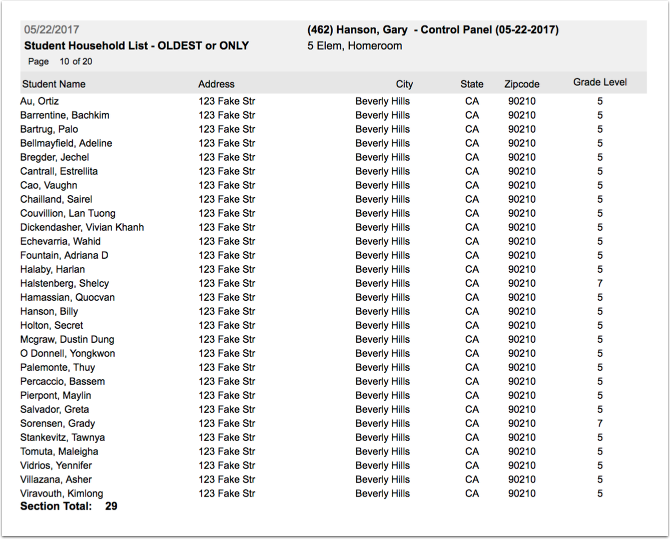 05/22/2017 (462) Hanson, Gary - Control Panel (05-22-2017)
Student Household List - OLDEST or ONLY 5 Elem, Homeroom
Page 10 of 20
Student Name Address City State Zipcode Grade Level
Au, Ortiz 123 Fake Str Beverly Hills CA 90210 5
Barrentine, Bachkim 123 Fake Str Beverly Hills CA 90210 5
Bartrug, Palo 123 Fake Str Beverly Hills CA 90210 5
Bellmayfield, Adeline 123 Fake Str Beverly Hills CA 90210 5
Bregder, Jechel 123 Fake Str Beverly Hills CA 90210 5
Cantrall, Estrellita 123 Fake Str Beverly Hills CA 90210 5
Cao, Vaughn 123 Fake Str Beverly Hills CA 90210 5
Chailland, Sairel 123 Fake Str Beverly Hills CA 90210 5
Couvillion, Lan Tuong 123 Fake Str Beverly Hills CA 90210 5
Dickendasher, Vivian Khanh 123 Fake Str Beverly Hills CA 90210 5
Echevarria, Wahid 123 Fake Str Beverly Hills CA 90210 5
Fountain, Adriana D 123 Fake Str Beverly Hills CA 90210 5
Halaby, Harlan 123 Fake Str Beverly Hills CA 90210 5
Halstenberg, Shelcy 123 Fake Str Beverly Hills CA 90210 7
Hamassian, Quocvan 123 Fake Str Beverly Hills CA 90210 5
Hanson, Billy 123 Fake Str Beverly Hills CA 90210 5
Holton, Secret 123 Fake Str Beverly Hills CA 90210 5
Mcgraw, Dustin Dung 123 Fake Str Beverly Hills CA 90210 5
O Donnell, Yongkwon 123 Fake Str Beverly Hills CA 90210 5
Palemonte, Thuy 123 Fake Str Beverly Hills CA 90210 5
Percaccio, Bassem 123 Fake Str Beverly Hills CA 90210 5
Pierpont, Maylin 123 Fake Str Beverly Hills CA 90210 5
Salvador, Greta 123 Fake Str Beverly Hills CA 90210 5
Sorensen, Grady 123 Fake Str Beverly Hills CA 90210 7
Stankevitz, Tawnya 123 Fake Str Beverly Hills CA 90210 5
Tomuta, Maleigha 123 Fake Str Beverly Hills CA 90210 5
Vidrios, Yennifer 123 Fake Str Beverly Hills CA 90210 5
Villazana, Asher 123 Fake Str Beverly Hills CA 90210 5
Viravouth, Kimlong 123 Fake Str Beverly Hills CA 90210 5
Section Total: 29